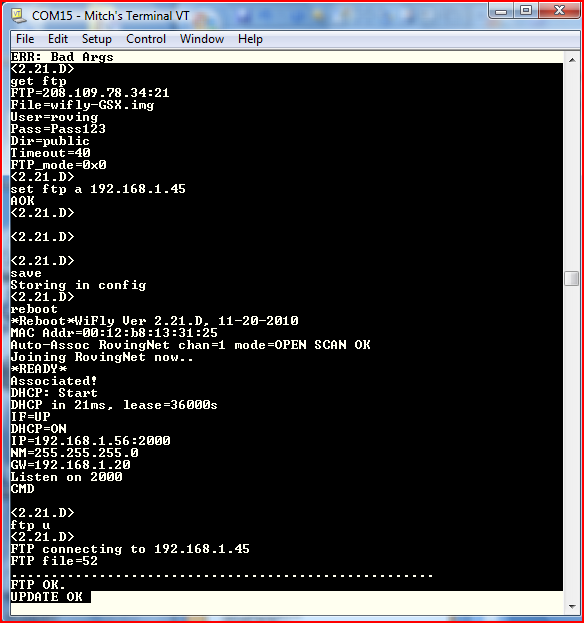 COM15 - Mitch's Terminal VT
File Edit Setup Control Window Help
ERR: Bad Args
<2.21.D>
get ftp
FTP=208.109.78.34:21
File=wifly-GSX.img
User=roving
Pass=Pass123
Dir=public
Timeout=40
FTP_mode=0x0
<2.21.D>
set ftp a 192.168.1.45
AOK
<2.21.D>
<2.21.D>
<2.21.D>
save
Storing in config
<2.21.D>
reboot
*Reboot*WiFly Ver 2.21.D, 11-20-2010
MAC Addr=00:12:b8:13:31:25
Auto-Assoc RovingNet chan=1 mode=OPEN SCAN OK
Joining RovingNet now..
*READY*
Associated!
DHCP: Start
DHCP in 21ms, lease=36000s
IF=UP
DHCP=ON
IP=192.168.1.56:2000
NM=255.255.255.0
GW=192.168.1.20
Listen on 2000
CMD
<2.21.D>
ftp u
<2.21.D>
FTP connecting to 192.168.1.45
FTP file=52
.....................................................
FTP OK.
UPDATE OK